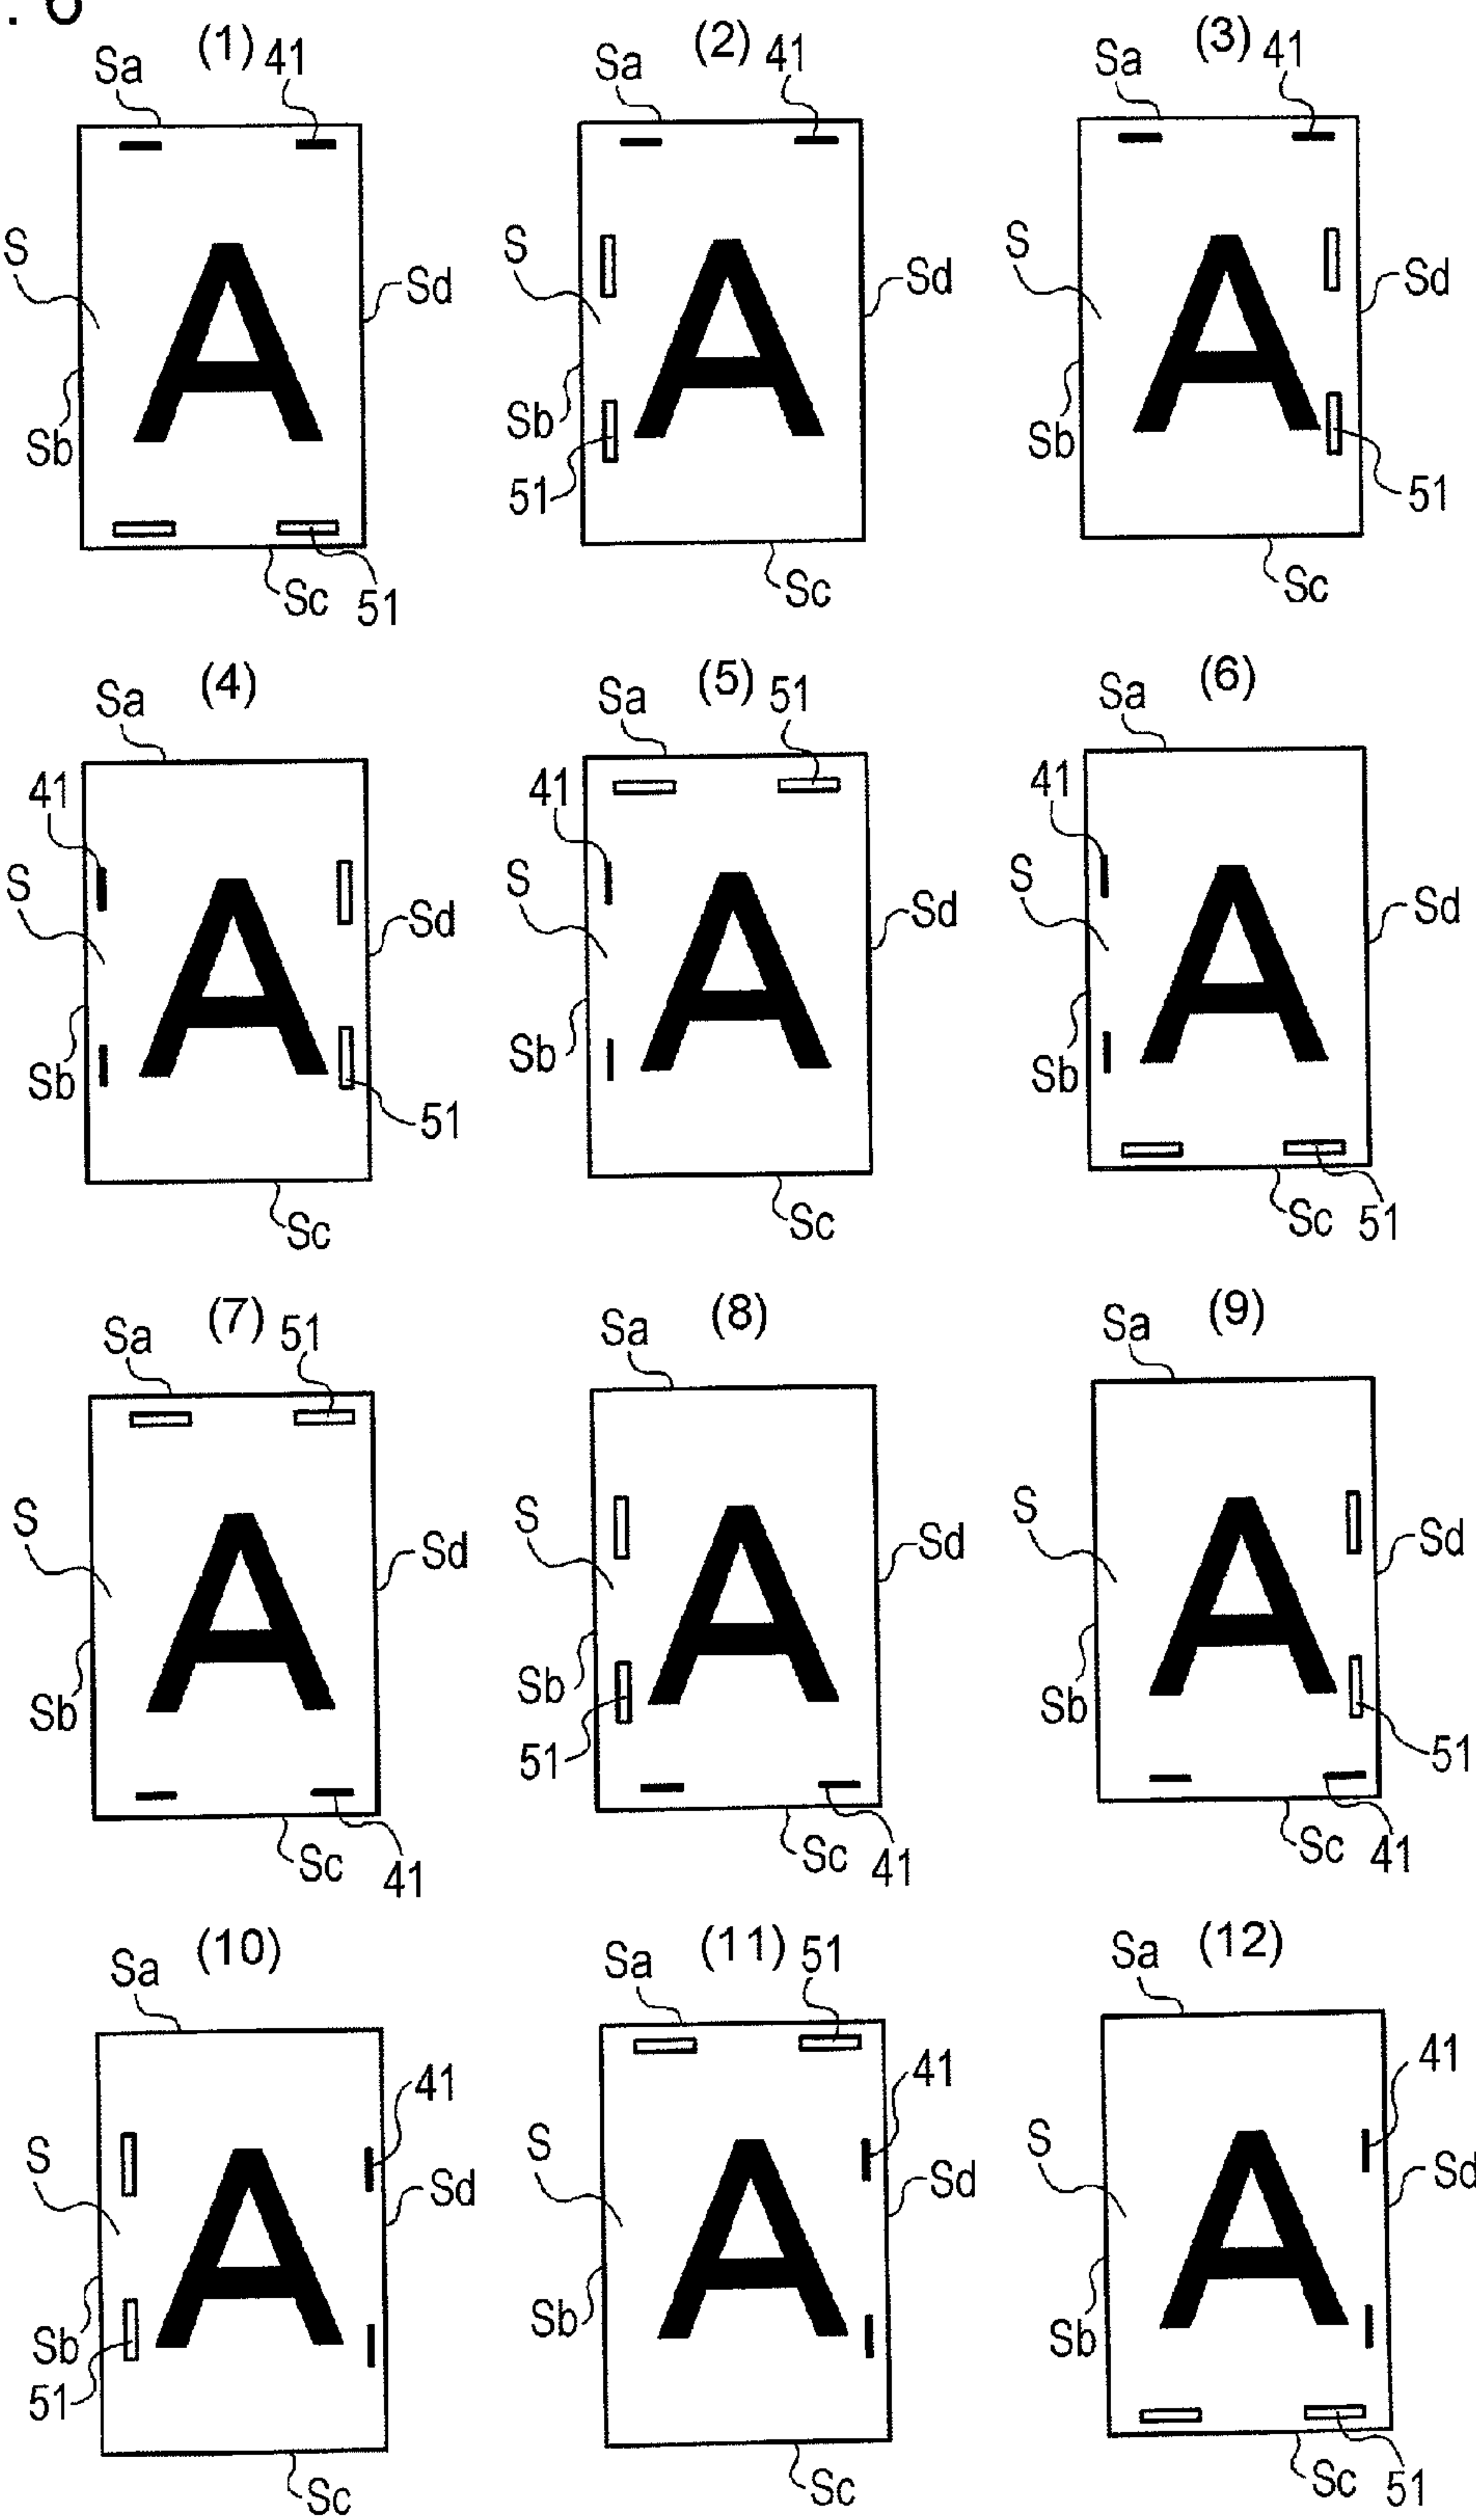 . 6
(1) (2) (3)
Sa 41 Sa 41 Sa 41
S Sd S Sd S Sd
A A A
Sb Sb Sb
51 51
Sc 51 Sc Sc
(4) (5) (6)
Sa Sa 51 Sa
41 41 41
S Sd S Sd S Sd
A A A
Sb Sb Sb
51
Sc Sc Sc 51
(7) (8) (9)
Sa 51 Sa Sa
S Sd S Sd S Sd
A A A
Sb Sb Sb
51 51
Sc 41 Sc 41 Sc 41
(10) (11) (12)
Sa Sa 51 Sa
41 41 41
S Sd S Sd S Sd
A A A
Sb Sb Sb
51
Sc Sc Sc 51